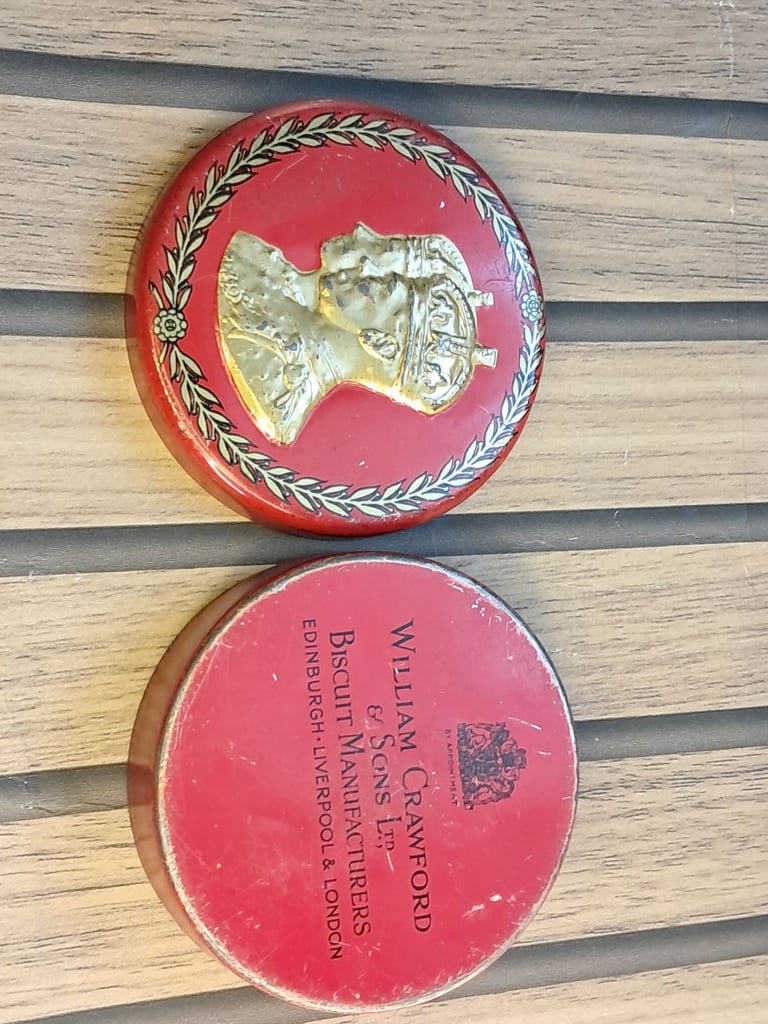 BY APPOINTMENT
WILLIAM CRAWFORD
& SONS LTD.,
BISCUIT MANUFACTURERS
EDINBURGH · LIVERPOOL & LONDON